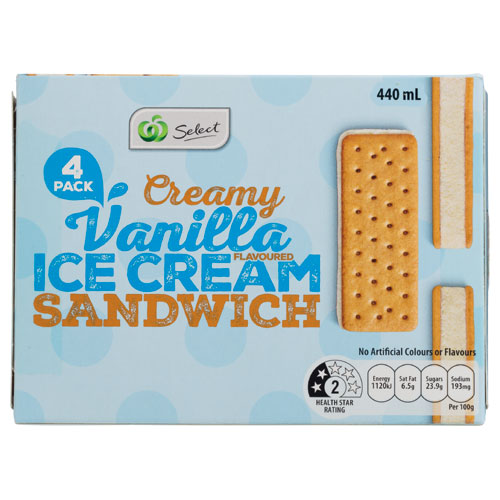 440 mL
Select
4
PACK
Creamy
Vanilla
FLAVOURED
ICE CREAM
SANDWICH
No Artificial Colours or Flavours
2
HEALTH STAR
RATING
Energy
1120kJ
Sat Fat
6.5g
Sugars
23.9g
Sodium
193mg
Per 100g